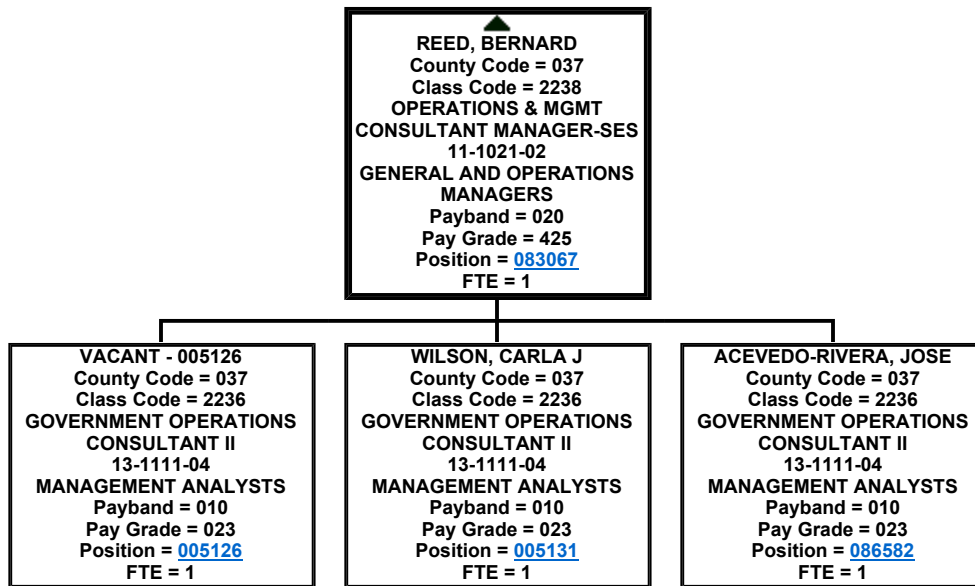 REED, BERNARD
County Code = 037
Class Code = 2238
OPERATIONS & MGMT
CONSULTANT MANAGER-SES
11-1021-02
GENERAL AND OPERATIONS
MANAGERS
Payband = 020
Pay Grade = 425
Position = 083067
FTE = 1
VACANT - 005126
County Code = 037
Class Code = 2236
GOVERNMENT OPERATIONS
CONSULTANT II
13-1111-04
MANAGEMENT ANALYSTS
Payband = 010
Pay Grade = 023
Position = 005126
FTE = 1
WILSON, CARLA J
County Code = 037
Class Code = 2236
GOVERNMENT OPERATIONS
CONSULTANT II
13-1111-04
MANAGEMENT ANALYSTS
Payband = 010
Pay Grade = 023
Position = 005131
FTE = 1
ACEVEDO-RIVERA, JOSE
County Code = 037
Class Code = 2236
GOVERNMENT OPERATIONS
CONSULTANT II
13-1111-04
MANAGEMENT ANALYSTS
Payband = 010
Pay Grade = 023
Position = 086582
FTE = 1